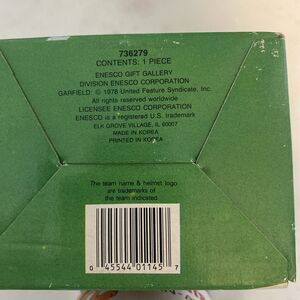 736279
CONTENTS: 1 PIECE
ENESCO GIFT GALLERY
DIVISION ENESCO CORPORATION
GARFIELD: © 1978 United Feature Syndicate, Inc.
All rights reserved worldwide
LICENSEE ENESCO CORPORATION
ENESCO is a registered U.S. trademark
ELK GROVE VILLAGE, IL 60007
MADE IN KOREA
PRINTED IN KOREA
The team name & helmet logo
are trademarks of
the team indicated
0 45544 01145 7